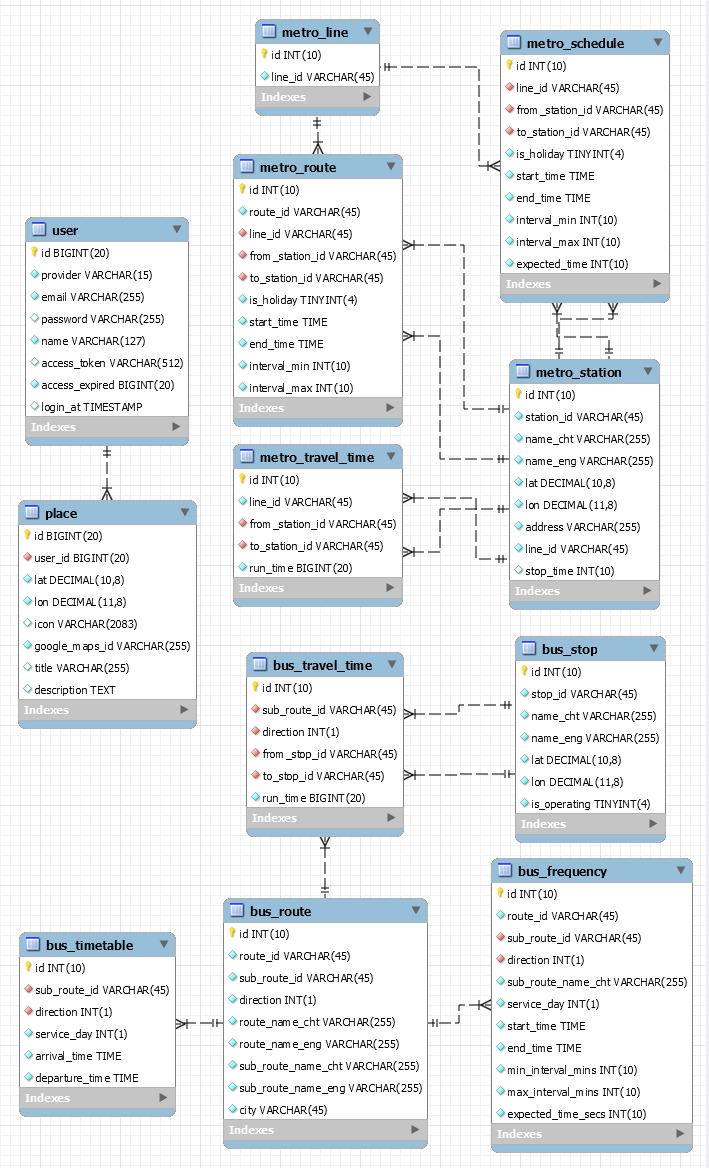 metro_line
id INT(10)
line_id VARCHAR(45)
Indexes
metro_schedule
id INT(10)
line_id VARCHAR(45)
from_station_id VARCHAR(45)
to_station_id VARCHAR(45)
is_holiday TINYINT(4)
start_time TIME
end_time TIME
interval_min INT(10)
interval_max INT(10)
expected_time INT(10)
Indexes
metro_route
id INT(10)
route_id VARCHAR(45)
line_id VARCHAR(45)
from_station_id VARCHAR(45)
to_station_id VARCHAR(45)
is_holiday TINYINT(4)
start_time TIME
end_time TIME
interval_min INT(10)
interval_max INT(10)
Indexes
user
id BIGINT(20)
provider VARCHAR(15)
email VARCHAR(255)
password VARCHAR(255)
name VARCHAR(127)
access_token VARCHAR(512)
access_expired BIGINT(20)
login_at TIMESTAMP
Indexes
metro_station
id INT(10)
station_id VARCHAR(45)
name_cht VARCHAR(255)
name_eng VARCHAR(255)
lat DECIMAL(10,8)
lon DECIMAL(11,8)
address VARCHAR(255)
line_id VARCHAR(45)
stop_time INT(10)
Indexes
metro_travel_time
id INT(10)
line_id VARCHAR(45)
from_station_id VARCHAR(45)
to_station_id VARCHAR(45)
run_time BIGINT(20)
Indexes
place
id BIGINT(20)
user_id BIGINT(20)
lat DECIMAL(10,8)
lon DECIMAL(11,8)
icon VARCHAR(2083)
google_maps_id VARCHAR(255)
title VARCHAR(255)
description TEXT
Indexes
bus_travel_time
id INT(10)
sub_route_id VARCHAR(45)
direction INT(1)
from_stop_id VARCHAR(45)
to_stop_id VARCHAR(45)
run_time BIGINT(20)
Indexes
bus_stop
id INT(10)
stop_id VARCHAR(45)
name_cht VARCHAR(255)
name_eng VARCHAR(255)
lat DECIMAL(10,8)
lon DECIMAL(11,8)
is_operating TINYINT(4)
Indexes
bus_frequency
id INT(10)
route_id VARCHAR(45)
sub_route_id VARCHAR(45)
direction INT(1)
sub_route_name_cht VARCHAR(255)
service_day INT(1)
start_time TIME
end_time TIME
min_interval_mins INT(10)
max_interval_mins INT(10)
expected_time_secs INT(10)
Indexes
bus_route
id INT(10)
route_id VARCHAR(45)
sub_route_id VARCHAR(45)
direction INT(1)
route_name_cht VARCHAR(255)
route_name_eng VARCHAR(255)
sub_route_name_cht VARCHAR(255)
sub_route_name_eng VARCHAR(255)
city VARCHAR(45)
Indexes
bus_timetable
id INT(10)
sub_route_id VARCHAR(45)
direction INT(1)
service_day INT(1)
arrival_time TIME
departure_time TIME
Indexes